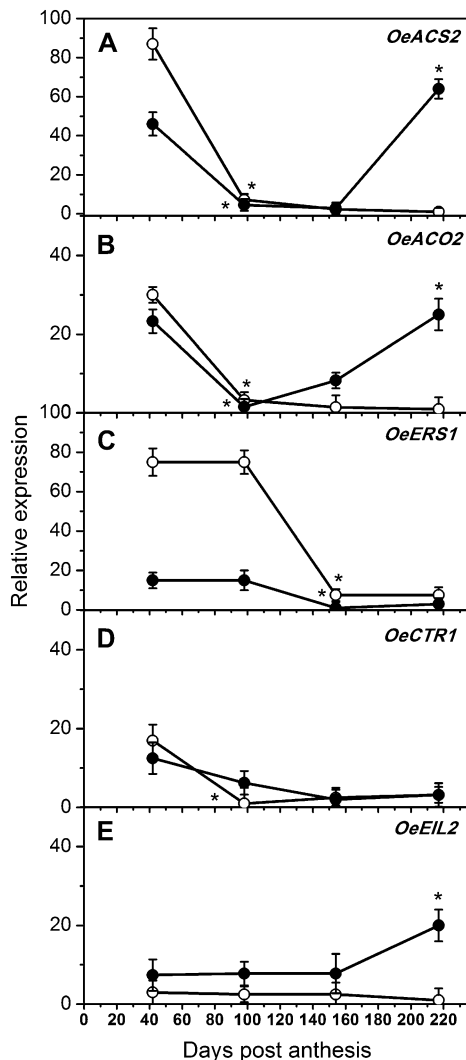 100
A
OeACS2
80
*
60
40
20
*
*
0
B
OeACO2
40
*
20
*
*
100
C
OeERS1
80
60
40
20
*
*
0
D
OeCTR1
40
20
*
0
E
OeEIL2
40
20
*
0
0 20 40 60 80 100 120 140 160 180 200 220
Days post anthesis
Relative expression